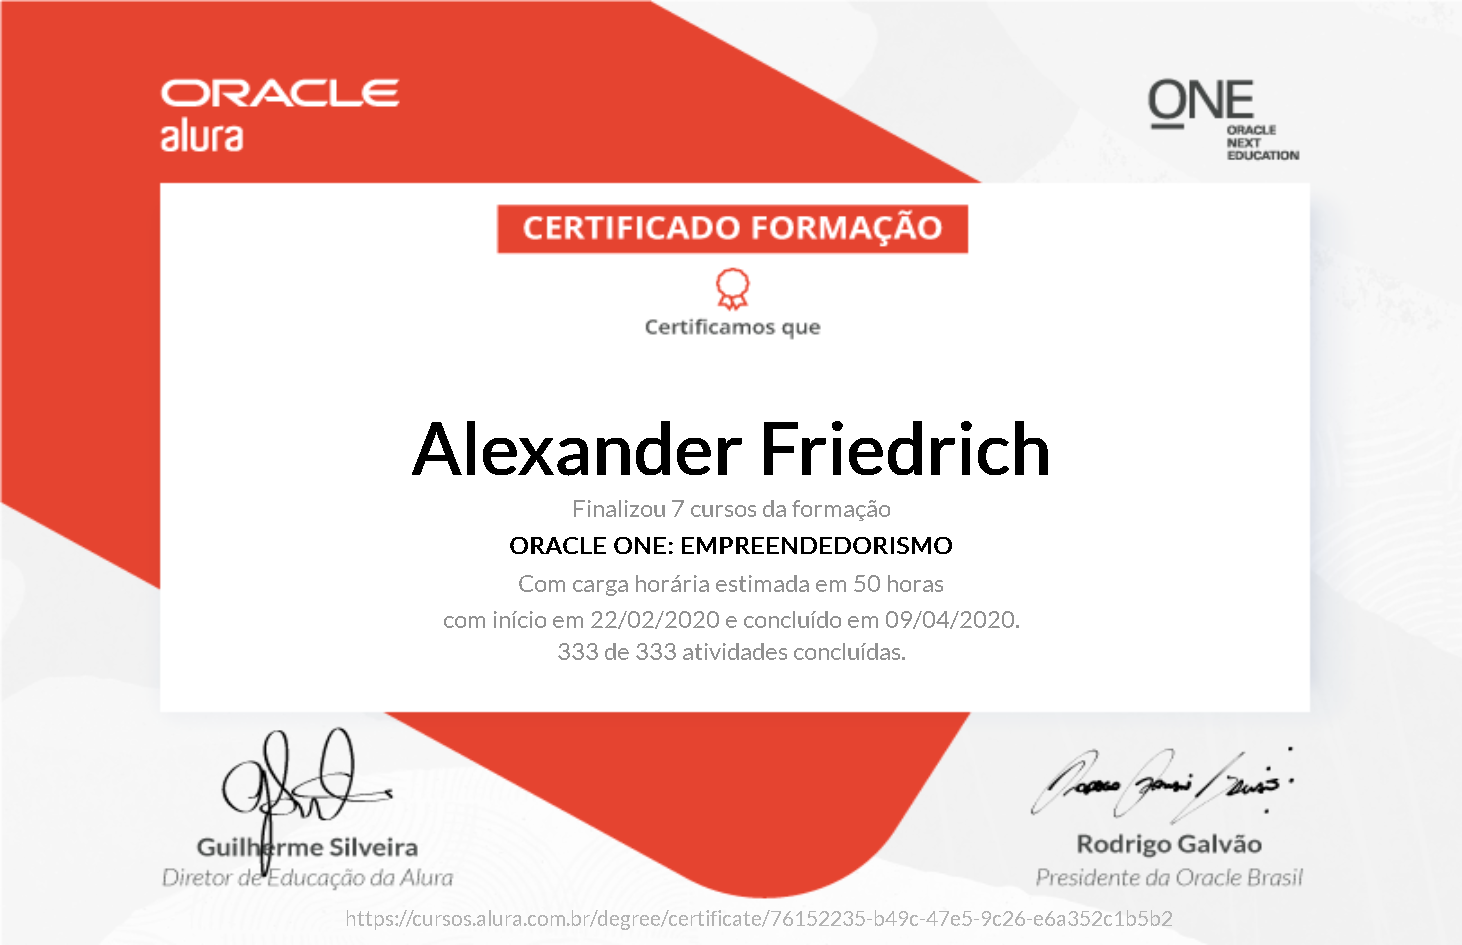 ORACLE
alura
ONE
ORACLE
NEXT
EDUCATION
CERTIFICADO FORMAÇÃO
Certificamos que
Alexander Friedrich
Finalizou 7 cursos da formação
ORACLE ONE: EMPREENDEDORISMO
Com carga horária estimada em 50 horas
com início em 22/02/2020 e concluído em 09/04/2020.
333 de 333 atividades concluídas.
Guilherme Silveira
Diretor de Educação da Alura
Rodrigo Galvão
Presidente da Oracle Brasil
https://cursos.alura.com.br/degree/certificate/76152235-b49c-47e5-9c26-e6a352c1b5b2